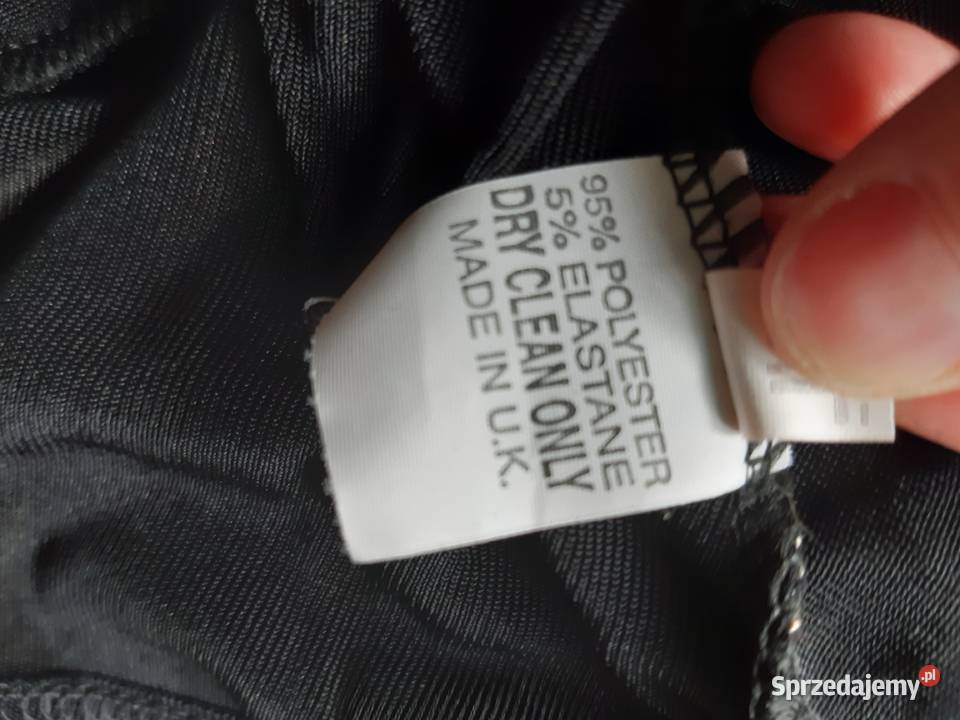 95% POLYESTER
5% ELASTANE
DRY CLEAN ONLY
MADE IN U.K.
Sprzedajemy.pl